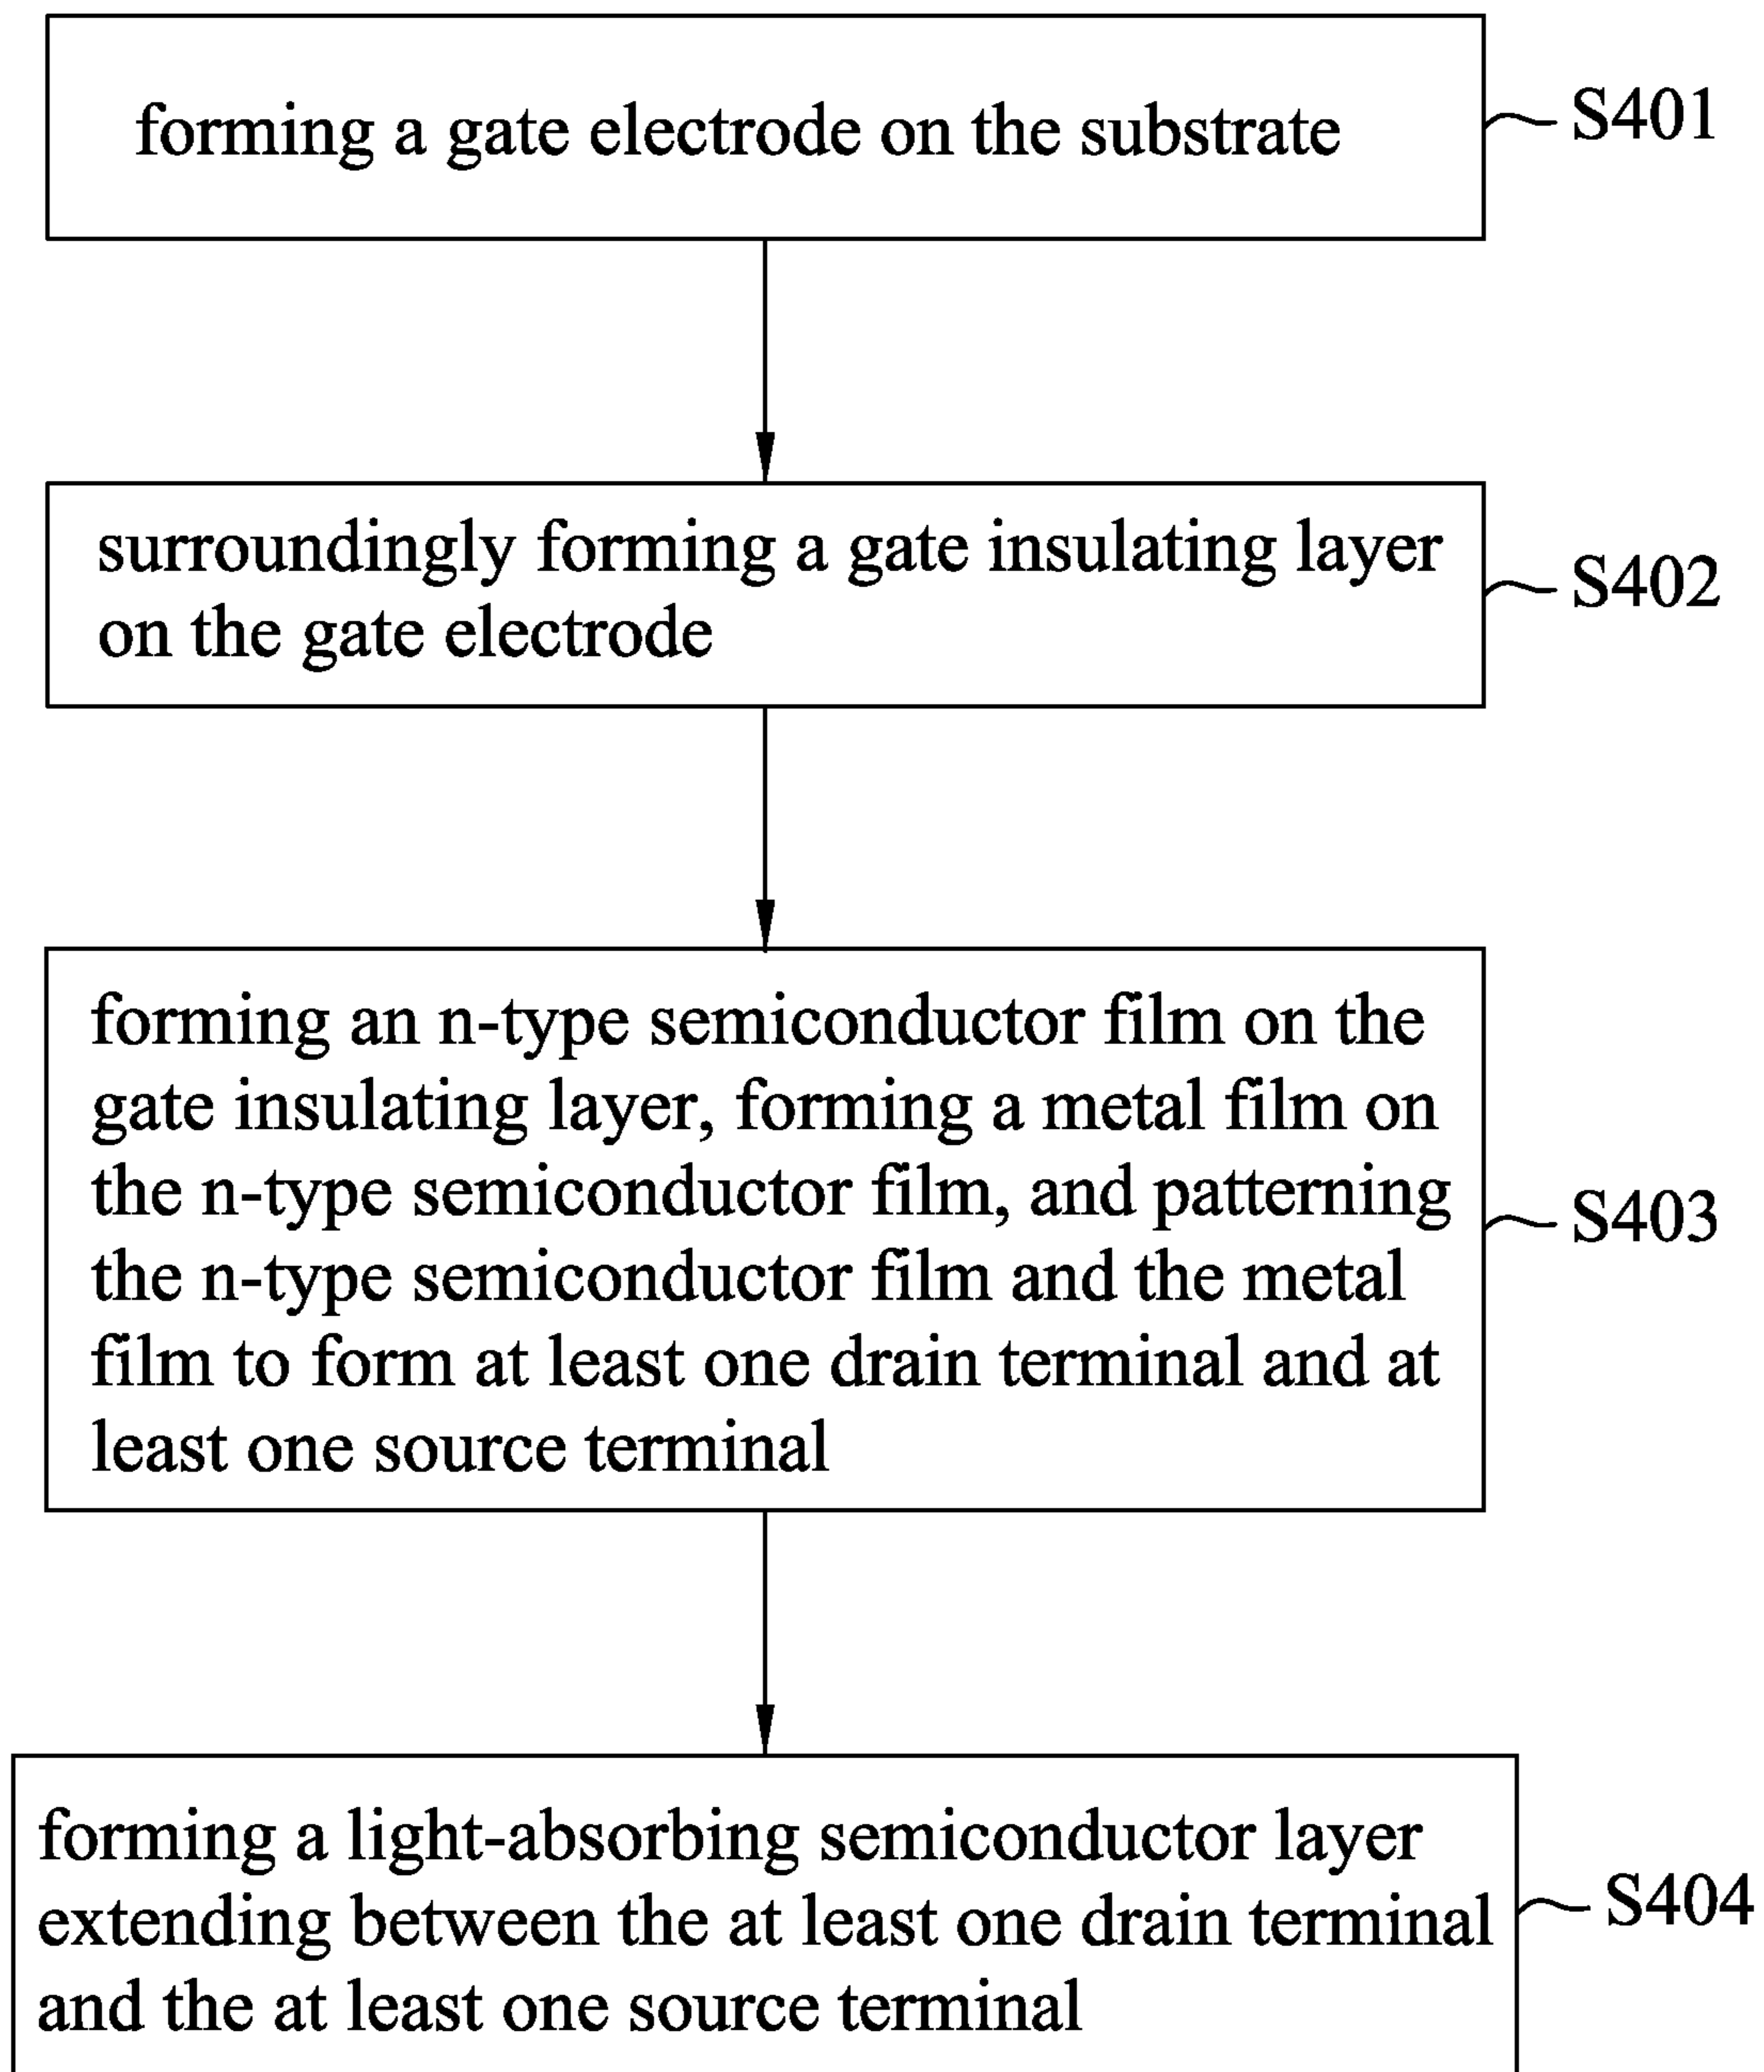 forming a gate electrode on the substrate
S401
surroundingly forming a gate insulating layer
on the gate electrode
S402
forming an n-type semiconductor film on the
gate insulating layer, forming a metal film on
the n-type semiconductor film, and patterning
the n-type semiconductor film and the metal
film to form at least one drain terminal and at
least one source terminal
S403
forming a light-absorbing semiconductor layer
extending between the at least one drain terminal
and the at least one source terminal
S404